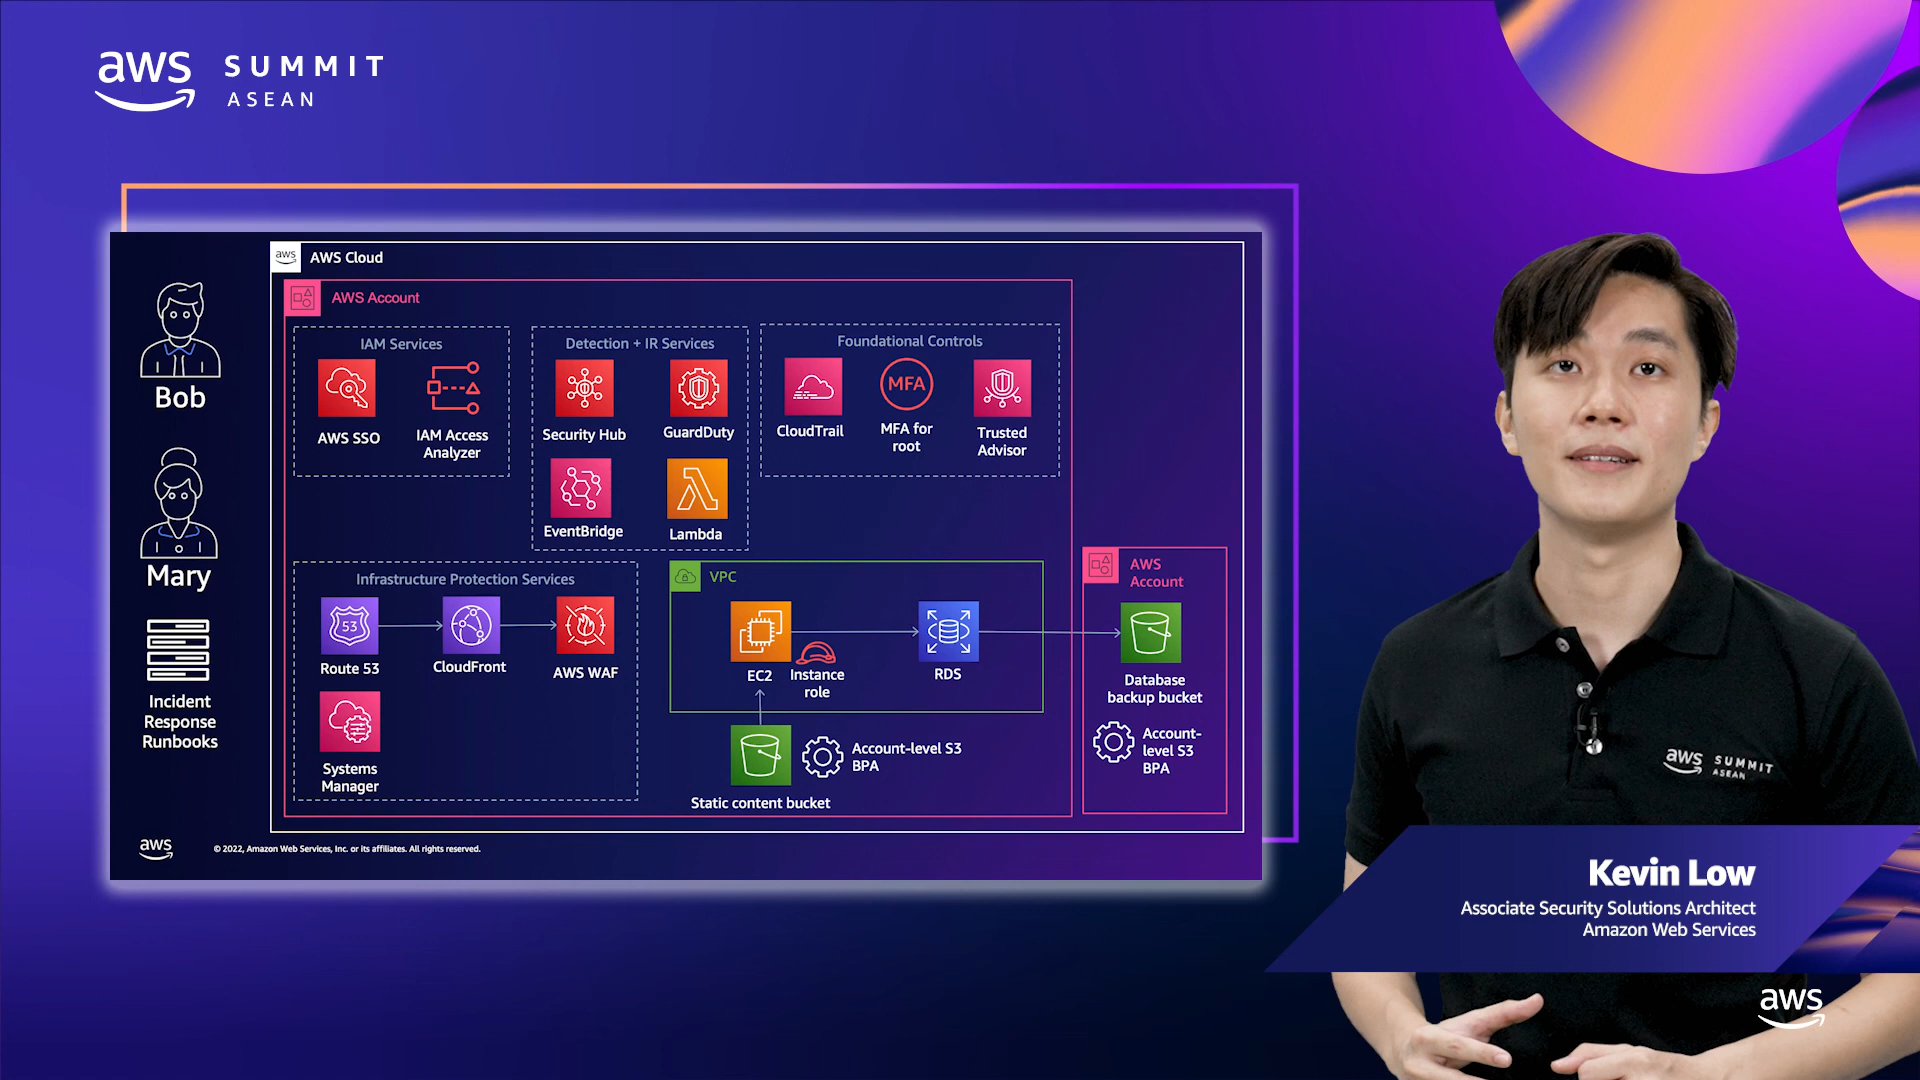 aws SUMMIT
ASEAN
aws AWS Cloud
AWS Account
IAM Services
AWS SSO
IAM Access
Analyzer
Detection + IR Services
Security Hub
GuardDuty
EventBridge
Lambda
Foundational Controls
CloudTrail
MFA
MFA for
root
Trusted
Advisor
Bob
Mary
Incident
Response
Runbooks
Infrastructure Protection Services
53
Route 53
CloudFront
AWS WAF
Systems
Manager
VPC
EC2
Instance
role
RDS
Static content bucket
Account-level S3
BPA
AWS
Account
Database
backup bucket
Account-
level S3
BPA
aws
© 2022, Amazon Web Services, Inc. or its affiliates. All rights reserved.
aws SUMMIT
ASEAN
Kevin Low
Associate Security Solutions Architect
Amazon Web Services
aws